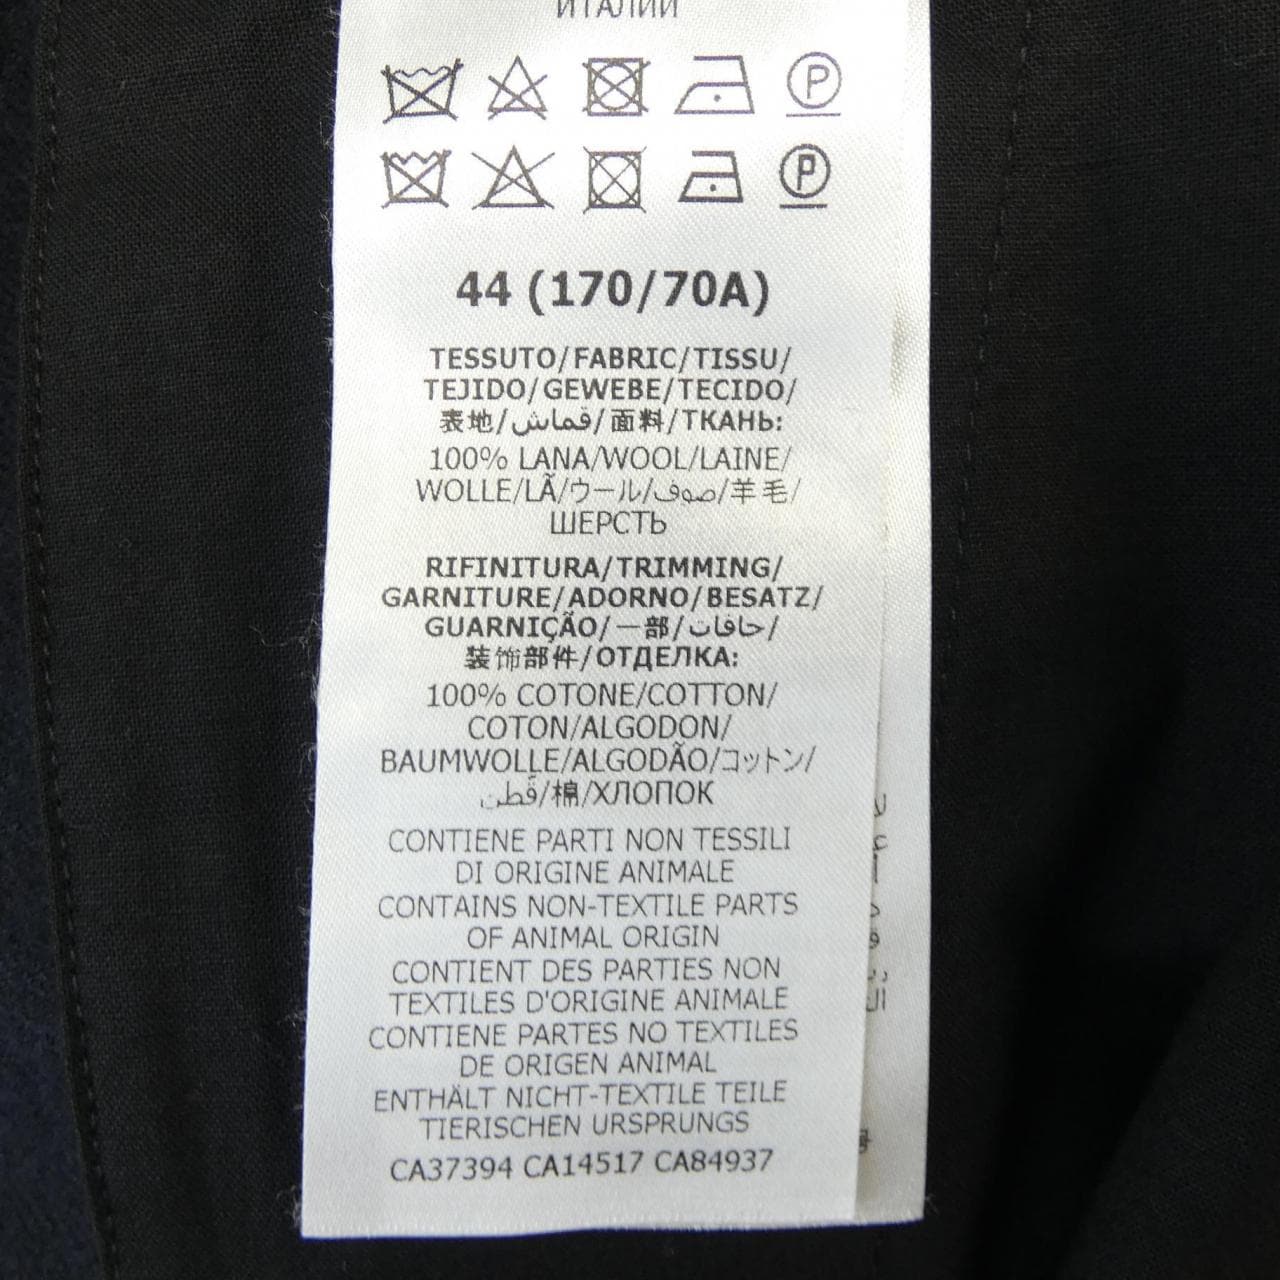 ИТАЛИИ
P
P
44 (170/70A)
TESSUTO/FABRIC/TISSU/
TEJIDO/GEWEBE/TECIDO/
表地/قماش/面料/ТКАНЬ:
100% LANA/WOOL/LAINE/
WOLLE/LÃ/ウール/صوف/羊毛/
ШЕРСТЬ
RIFINITURA/TRIMMING/
GARNITURE/ADORNO/BESATZ/
GUARNIÇÃO/一部/حافات/
装饰部件/ОТДЕЛКА:
100% COTONE/COTTON/
COTON/ALGODON/
BAUMWOLLE/ALGODÃO/コットン/
قطن/棉/ХЛОПОК
CONTIENE PARTI NON TESSILI
DI ORIGINE ANIMALE
CONTAINS NON-TEXTILE PARTS
OF ANIMAL ORIGIN
CONTIENT DES PARTIES NON
TEXTILES D'ORIGINE ANIMALE
CONTIENE PARTES NO TEXTILES
DE ORIGEN ANIMAL
ENTHÄLT NICHT-TEXTILE TEILE
TIERISCHEN URSPRUNGS
CA37394 CA14517 CA84937